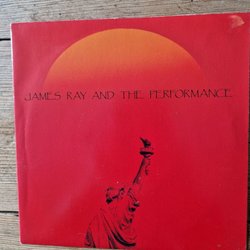 JAMES RAY AND THE PERFORMANCE